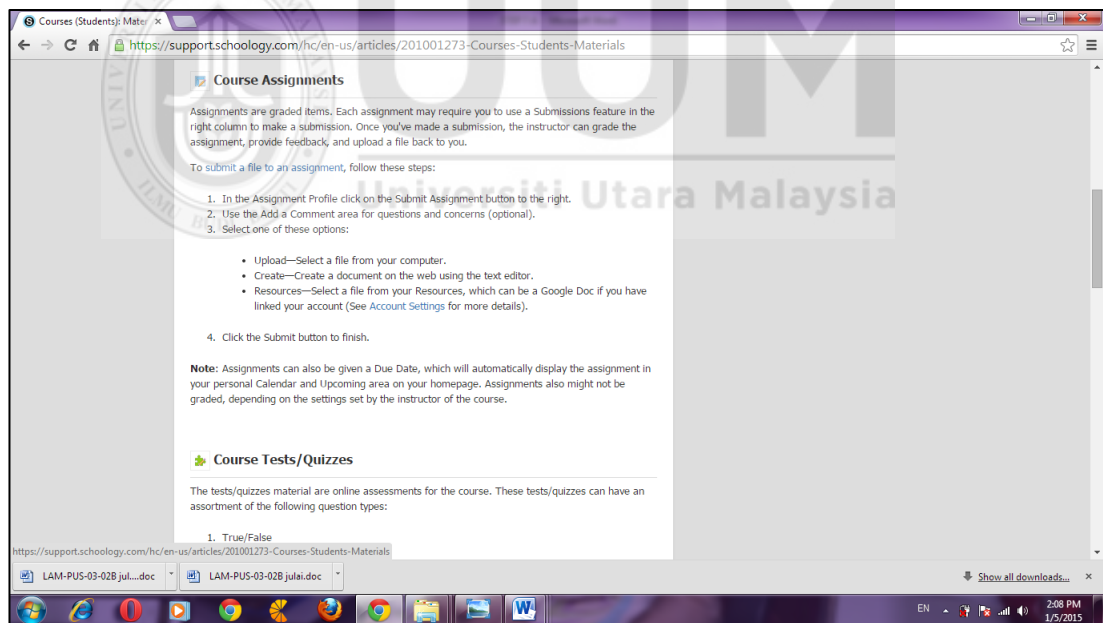 Courses (Students): Mater
https://support.schoology.com/hc/en-us/articles/201001273-Courses-Students-Materials
Course Assignments
Assignments are graded items. Each assignment may require you to use a Submissions feature in the
right column to make a submission. Once you've made a submission, the instructor can grade the
assignment, provide feedback, and upload a file back to you.
To submit a file to an assignment, follow these steps:
1. In the Assignment Profile click on the Submit Assignment button to the right.
2. Use the Add a Comment area for questions and concerns (optional).
3. Select one of these options:
• Upload—Select a file from your computer.
• Create—Create a document on the web using the text editor.
• Resources—Select a file from your Resources, which can be a Google Doc if you have
linked your account (See Account Settings for more details).
4. Click the Submit button to finish.
Note: Assignments can also be given a Due Date, which will automatically display the assignment in
your personal Calendar and Upcoming area on your homepage. Assignments also might not be
graded, depending on the settings set by the instructor of the course.
Course Tests/Quizzes
The tests/quizzes material are online assessments for the course. These tests/quizzes can have an
assortment of the following question types:
1. True/False
https://support.schoology.com/hc/en-us/articles/201001273-Courses-Students-Materials
LAM-PUS-03-02B jul....doc
LAM-PUS-03-02B julai.doc
Show all downloads...
EN
2:08 PM
1/5/2015
UUM
Universiti Utara Malaysia